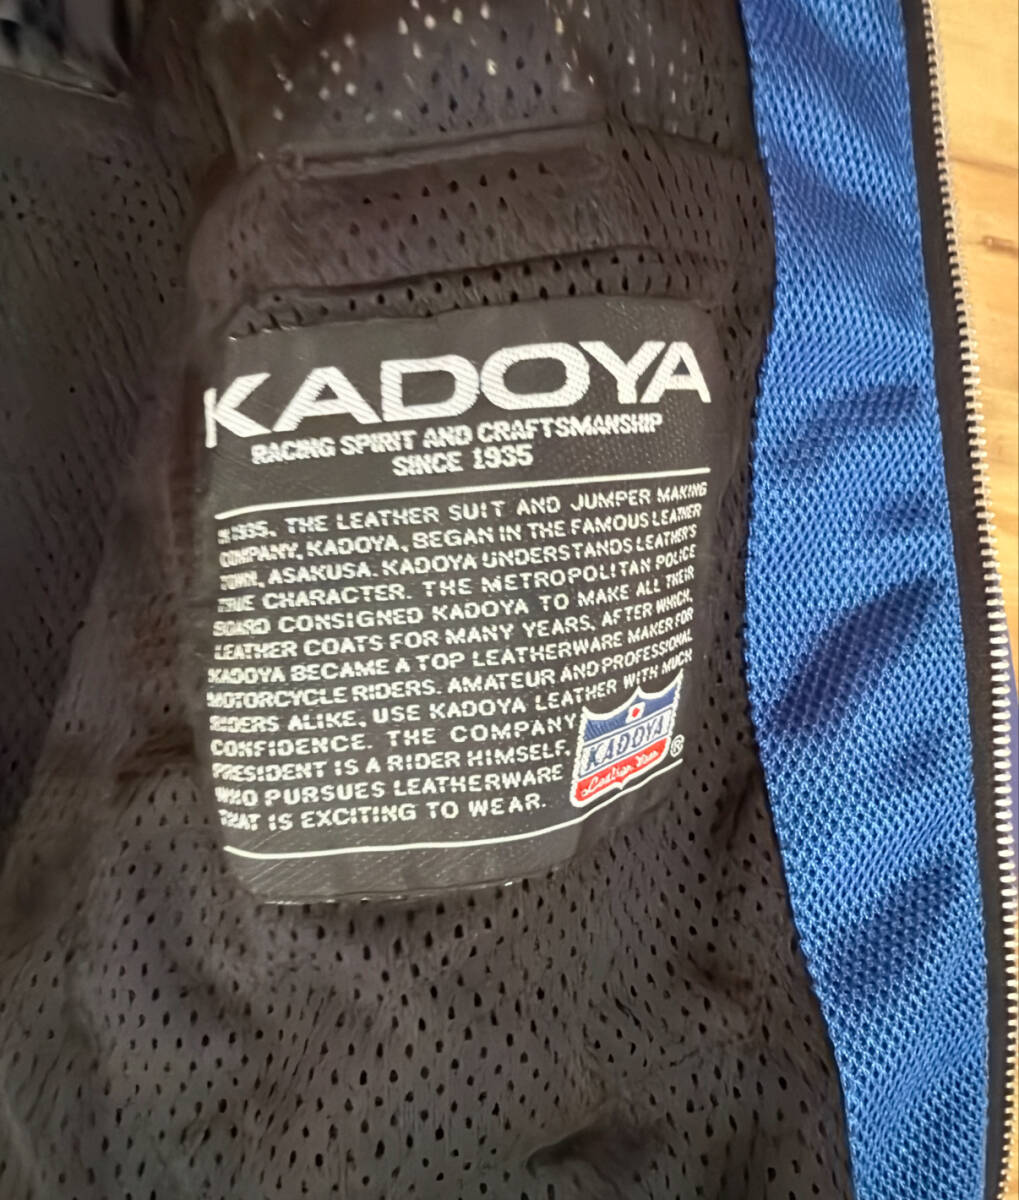 KADOYA
RACING SPIRIT AND CRAFTSMANSHIP
SINCE 1935
IN 1935, THE LEATHER SUIT AND JUMPER MAKING
COMPANY, KADOYA, BEGAN IN THE FAMOUS LEATHER
TOWN, ASAKUSA. KADOYA UNDERSTANDS LEATHER'S
TRUE CHARACTER. THE METROPOLITAN POLICE
BOARD CONSIGNED KADOYA TO MAKE ALL THEIR
LEATHER COATS FOR MANY YEARS, AFTER WHICH,
KADOYA BECAME A TOP LEATHERWARE MAKER FOR
MOTORCYCLE RIDERS. AMATEUR AND PROFESSIONAL
RIDERS ALIKE, USE KADOYA LEATHER WITH MUCH
CONFIDENCE. THE COMPANY
PRESIDENT IS A RIDER HIMSELF,
WHO PURSUES LEATHERWARE
THAT IS EXCITING TO WEAR.
KADOYA
Leather Wear
®